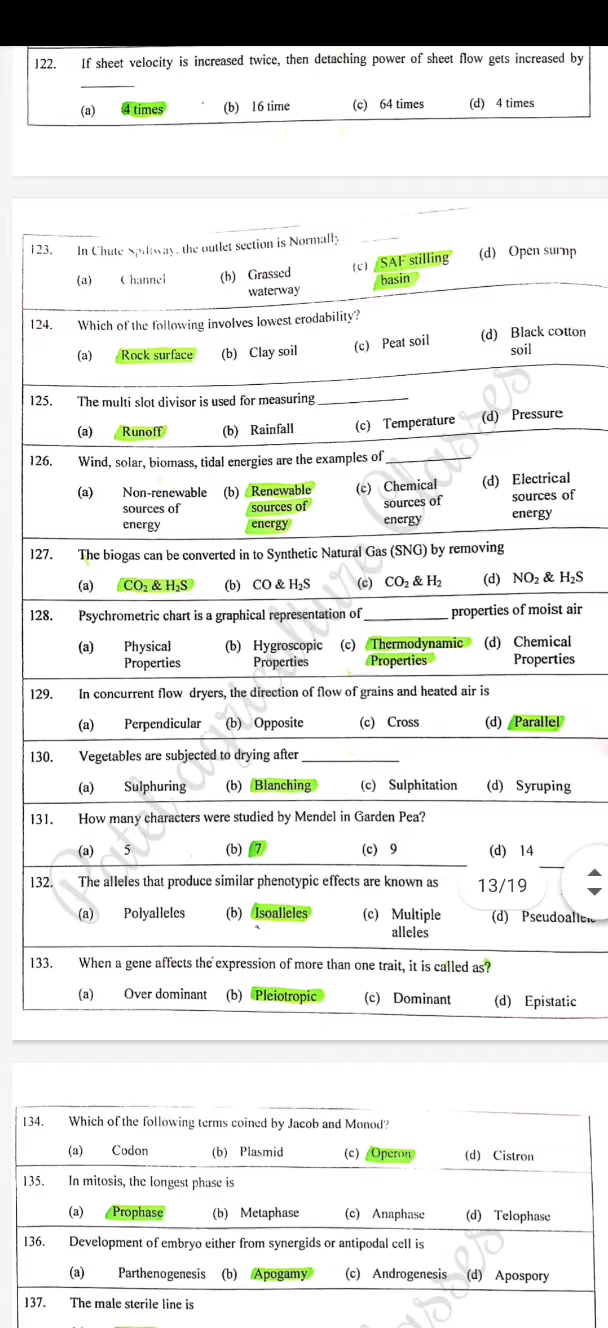 122. If sheet velocity is increased twice, then detaching power of sheet flow gets increased by
________
(a) 4 times (b) 16 time (c) 64 times (d) 4 times
123. In Chute Spillway, the outlet section is Normally ________
(a) Channel (b) Grassed waterway (c) SAF stilling basin (d) Open sump
124. Which of the following involves lowest erodability?
(a) Rock surface (b) Clay soil (c) Peat soil (d) Black cotton soil
125. The multi slot divisor is used for measuring ________
(a) Runoff (b) Rainfall (c) Temperature (d) Pressure
126. Wind, solar, biomass, tidal energies are the examples of ________
(a) Non-renewable sources of energy (b) Renewable sources of energy (c) Chemical sources of energy (d) Electrical sources of energy
127. The biogas can be converted in to Synthetic Natural Gas (SNG) by removing
(a) CO₂ & H₂S (b) CO & H₂S (c) CO₂ & H₂ (d) NO₂ & H₂S
128. Psychrometric chart is a graphical representation of ________ properties of moist air
(a) Physical Properties (b) Hygroscopic Properties (c) Thermodynamic Properties (d) Chemical Properties
129. In concurrent flow dryers, the direction of flow of grains and heated air is
(a) Perpendicular (b) Opposite (c) Cross (d) Parallel
130. Vegetables are subjected to drying after ________
(a) Sulphuring (b) Blanching (c) Sulphitation (d) Syruping
131. How many characters were studied by Mendel in Garden Pea?
(a) 5 (b) 7 (c) 9 (d) 14
132. The alleles that produce similar phenotypic effects are known as
13/19
(a) Polyalleles (b) Isoalleles (c) Multiple alleles (d) Pseudoallele
133. When a gene affects the expression of more than one trait, it is called as?
(a) Over dominant (b) Pleiotropic (c) Dominant (d) Epistatic
Patel agriculture Classes
134. Which of the following terms coined by Jacob and Monod?
(a) Codon (b) Plasmid (c) Operon (d) Cistron
135. In mitosis, the longest phase is
(a) Prophase (b) Metaphase (c) Anaphase (d) Telophase
136. Development of embryo either from synergids or antipodal cell is
(a) Parthenogenesis (b) Apogamy (c) Androgenesis (d) Apospory
137. The male sterile line is